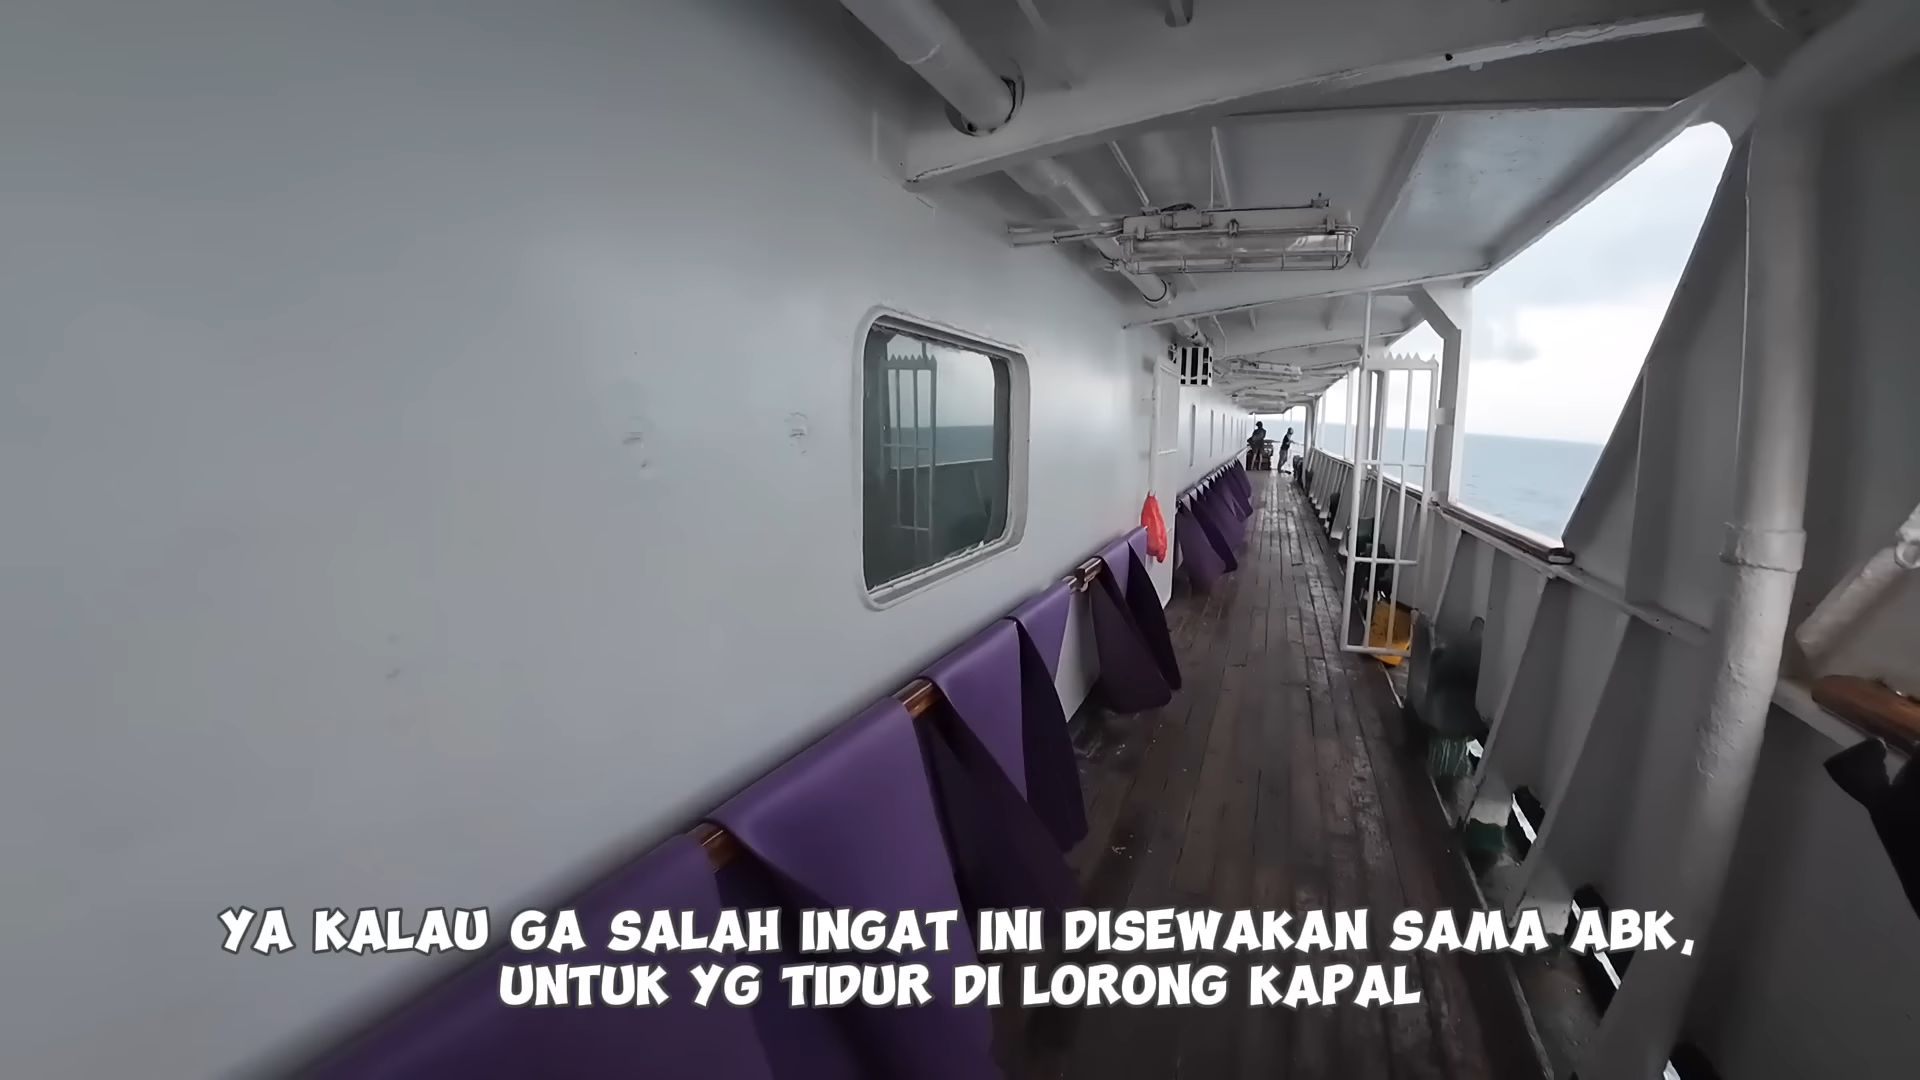 YA KALAU GA SALAH INGAT INI DISEWAKAN SAMA ABK,
UNTUK YG TIDUR DI LORONG KAPAL